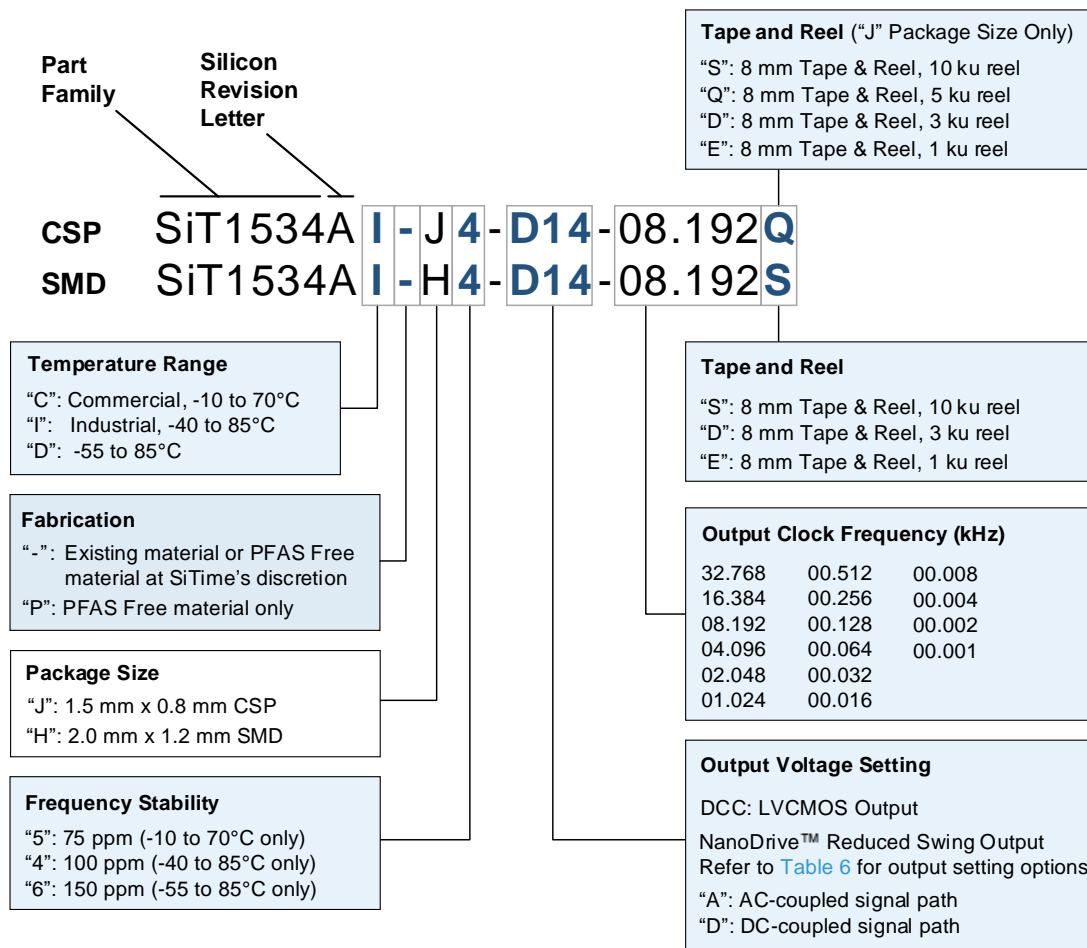 Part
Family
Silicon
Revision
Letter
Tape and Reel (“J” Package Size Only)
“S”: 8 mm Tape & Reel, 10 ku reel
“Q”: 8 mm Tape & Reel, 5 ku reel
“D”: 8 mm Tape & Reel, 3 ku reel
“E”: 8 mm Tape & Reel, 1 ku reel
CSP SiT1534A I - J 4 - D14 - 08.192 Q
SMD SiT1534A I - H 4 - D14 - 08.192 S
Temperature Range
“C”: Commercial, -10 to 70°C
“I”: Industrial, -40 to 85°C
“D”: -55 to 85°C
Fabrication
“-”: Existing material or PFAS Free
material at SiTime’s discretion
“P”: PFAS Free material only
Package Size
“J”: 1.5 mm x 0.8 mm CSP
“H”: 2.0 mm x 1.2 mm SMD
Frequency Stability
“5”: 75 ppm (-10 to 70°C only)
“4”: 100 ppm (-40 to 85°C only)
“6”: 150 ppm (-55 to 85°C only)
Tape and Reel
“S”: 8 mm Tape & Reel, 10 ku reel
“D”: 8 mm Tape & Reel, 3 ku reel
“E”: 8 mm Tape & Reel, 1 ku reel
Output Clock Frequency (kHz)
32.768 00.512 00.008
16.384 00.256 00.004
08.192 00.128 00.002
04.096 00.064 00.001
02.048 00.032
01.024 00.016
Output Voltage Setting
DCC: LVCMOS Output
NanoDrive™ Reduced Swing Output
Refer to Table 6 for output setting options
“A”: AC-coupled signal path
“D”: DC-coupled signal path